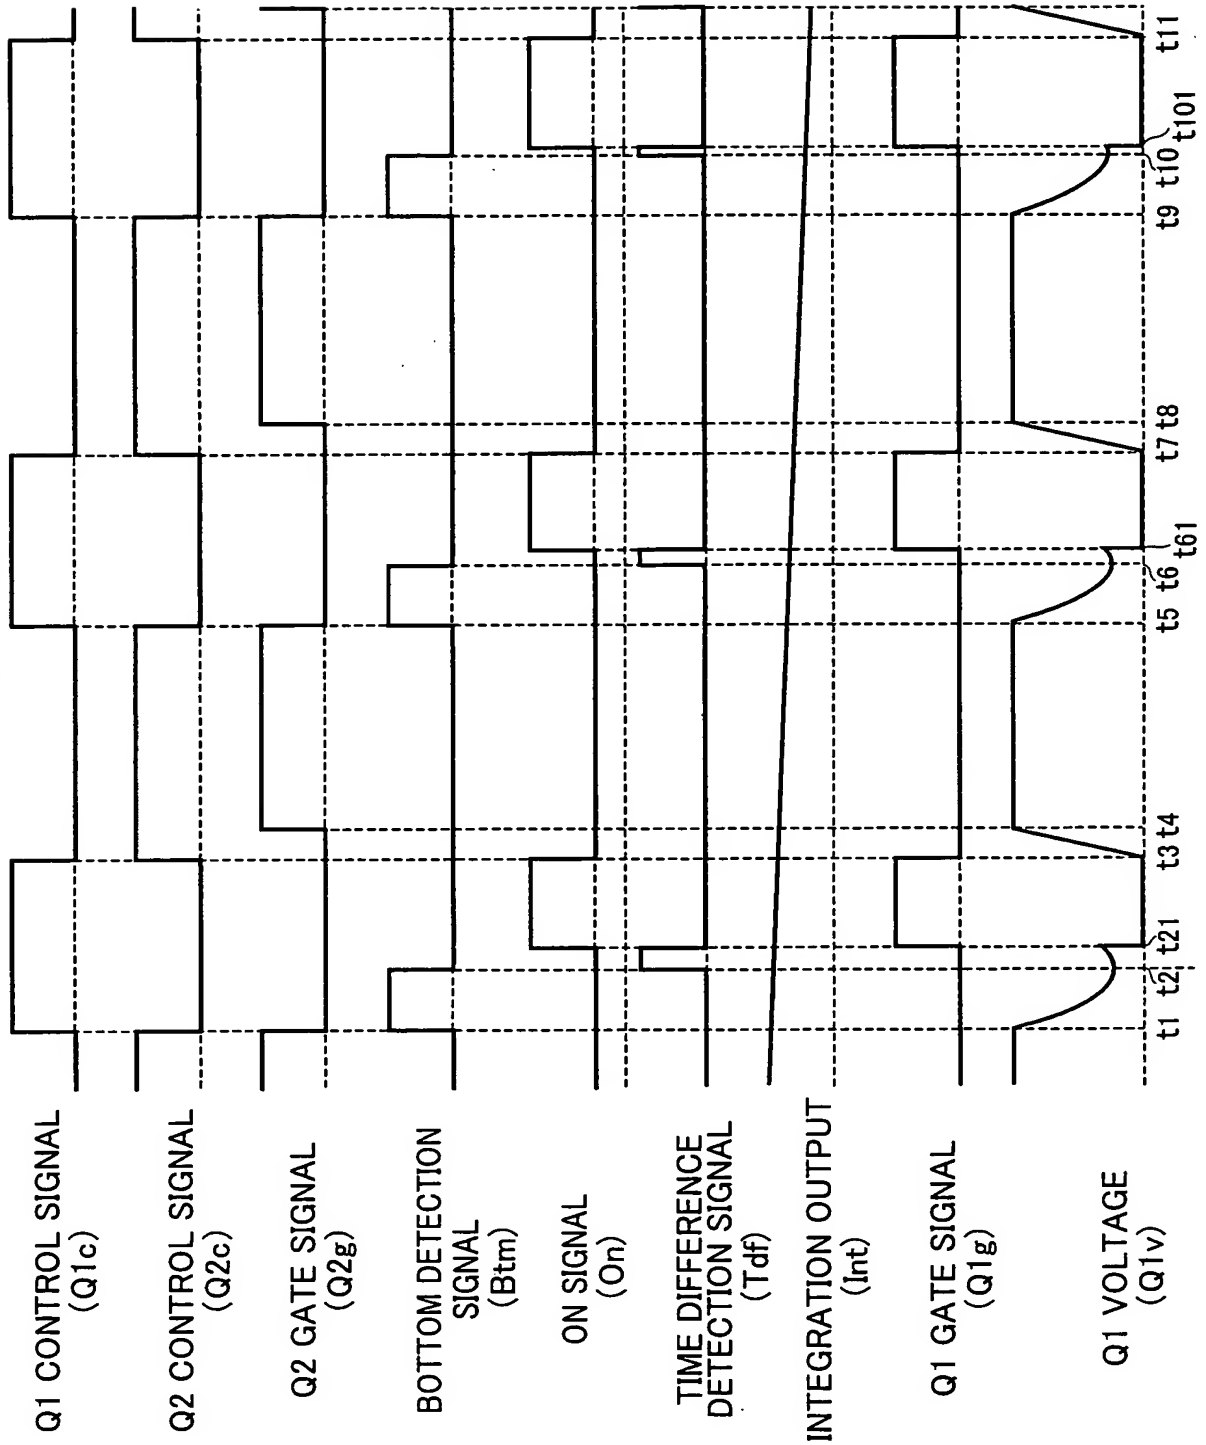 Q1 CONTROL SIGNAL
(Q1c)
Q2 CONTROL SIGNAL
(Q2c)
Q2 GATE SIGNAL
(Q2g)
BOTTOM DETECTION
SIGNAL
(Btm)
ON SIGNAL
(On)
TIME DIFFERENCE
DETECTION SIGNAL
(Tdf)
INTEGRATION OUTPUT
(Int)
Q1 GATE SIGNAL
(Q1g)
Q1 VOLTAGE
(Q1v)
t1 t2 t21 t3 t4 t5 t6 t61 t7 t8 t9 t10 t101 t11